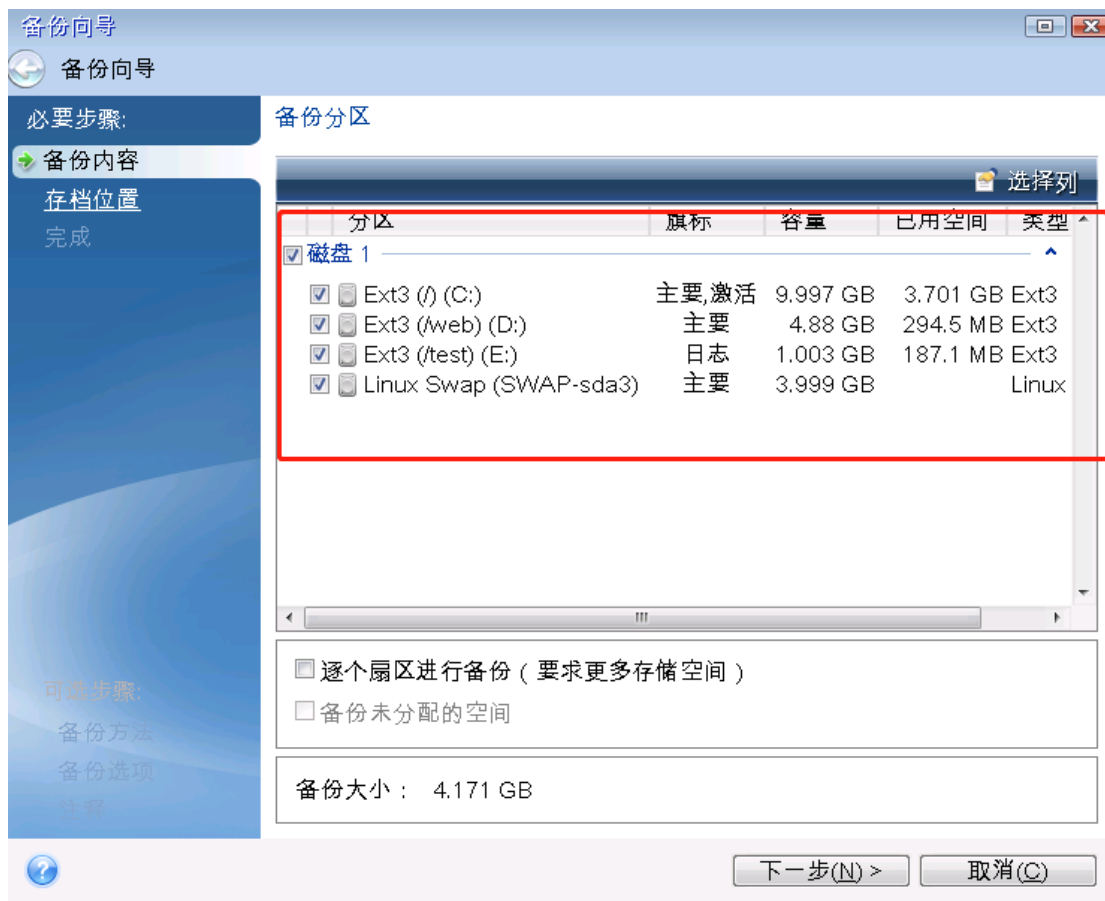 备份向导
备份向导
必要步骤:
备份内容
存档位置
完成
可选步骤:
备份方法
备份选项
注释
备份分区
选择列
分区 旗标 容量 已用空间 类型
磁盘 1
Ext3 (/) (C:) 主要,激活 9.997 GB 3.701 GB Ext3
Ext3 (/web) (D:) 主要 4.88 GB 294.5 MB Ext3
Ext3 (/test) (E:) 日志 1.003 GB 187.1 MB Ext3
Linux Swap (SWAP-sda3) 主要 3.999 GB Linux
逐个扇区进行备份 ( 要求更多存储空间 )
备份未分配的空间
备份大小： 4.171 GB
下一步(N) >
取消(C)